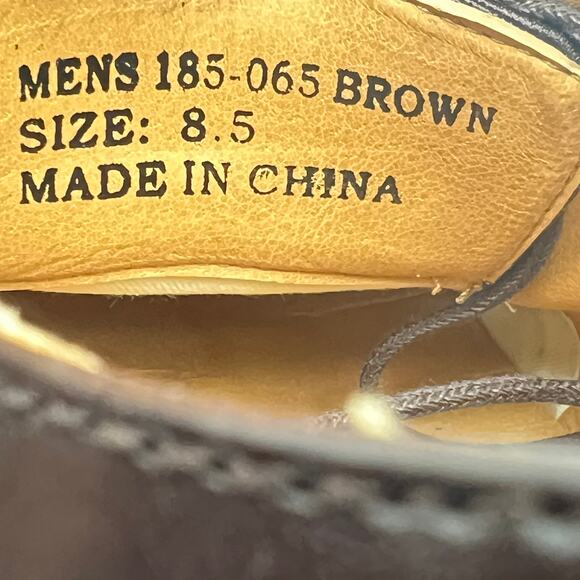 MENS 185-065 BROWN
SIZE: 8.5
MADE IN CHINA